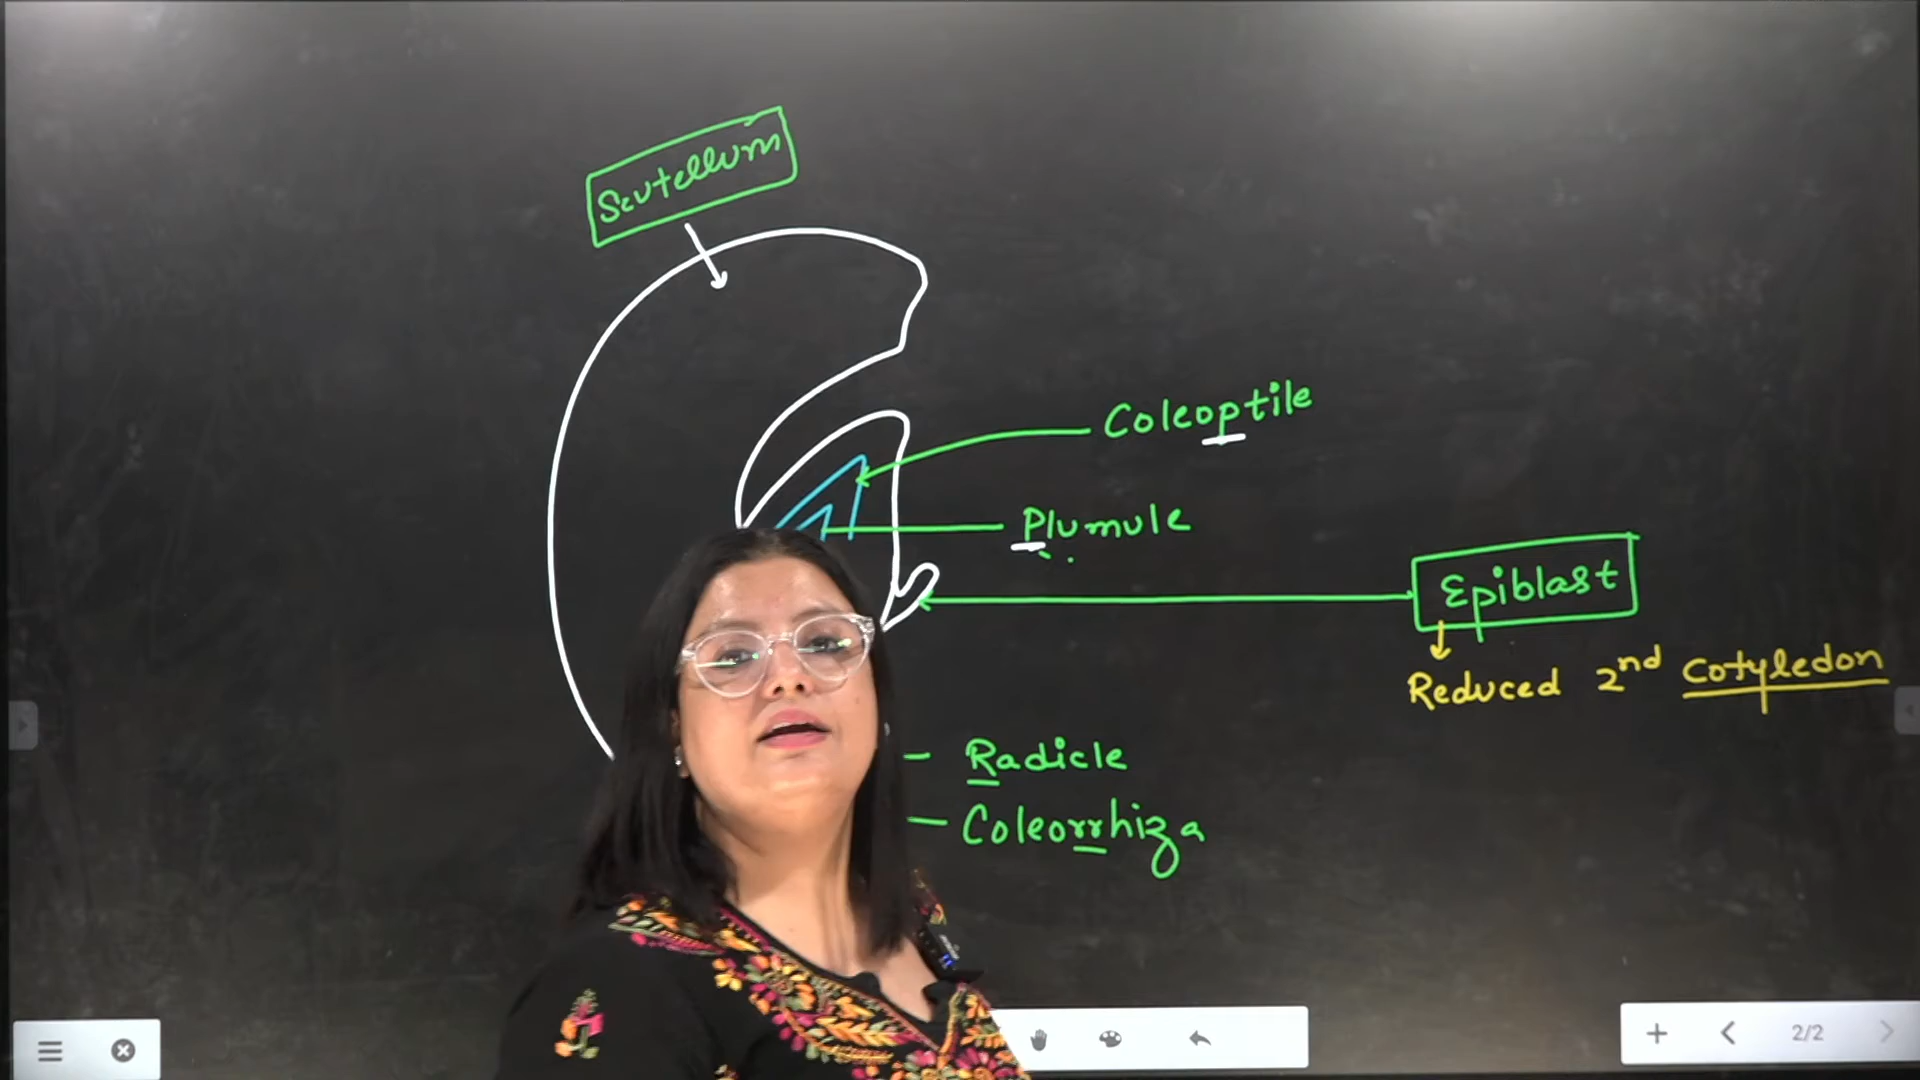 Scutellum
Coleoptile
Plumule
Epiblast
Reduced 2nd Cotyledon
Radicle
Coleorrhiza
2/2